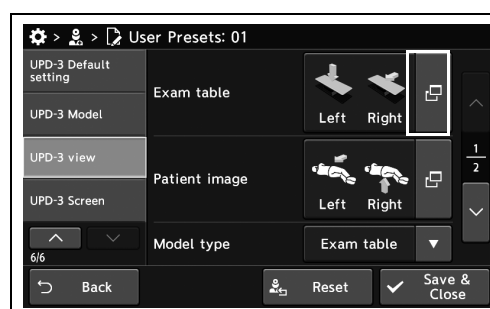 > > User Presets: 01
UPD-3 Default
setting
UPD-3 Model
UPD-3 view
UPD-3 Screen
6/6
Exam table
Left Right
Patient image
Left Right
Model type
Exam table
1
2
Back
Reset
Save &
Close